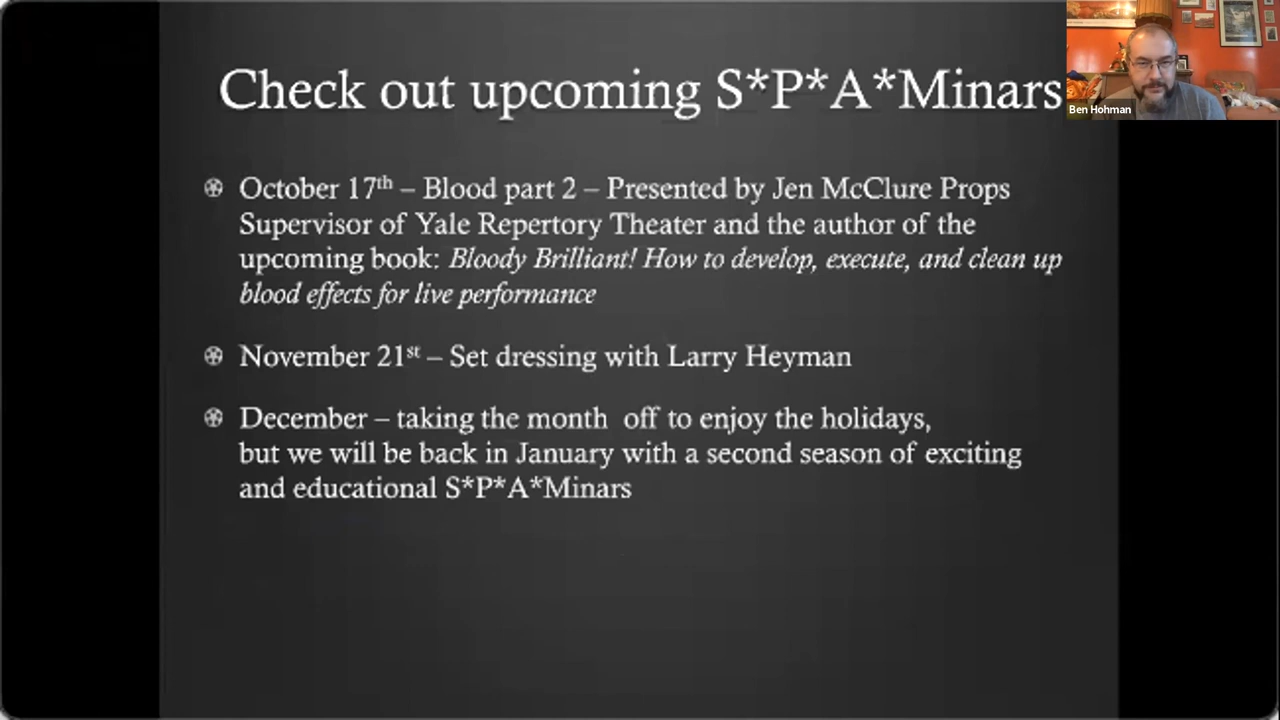 Check out upcoming S*P*A*Minars
Ben Hohman
October 17th – Blood part 2 – Presented by Jen McClure Props
Supervisor of Yale Repertory Theater and the author of the
upcoming book: Bloody Brilliant! How to develop, execute, and clean up
blood effects for live performance
November 21st – Set dressing with Larry Heyman
December – taking the month off to enjoy the holidays,
but we will be back in January with a second season of exciting
and educational S*P*A*Minars